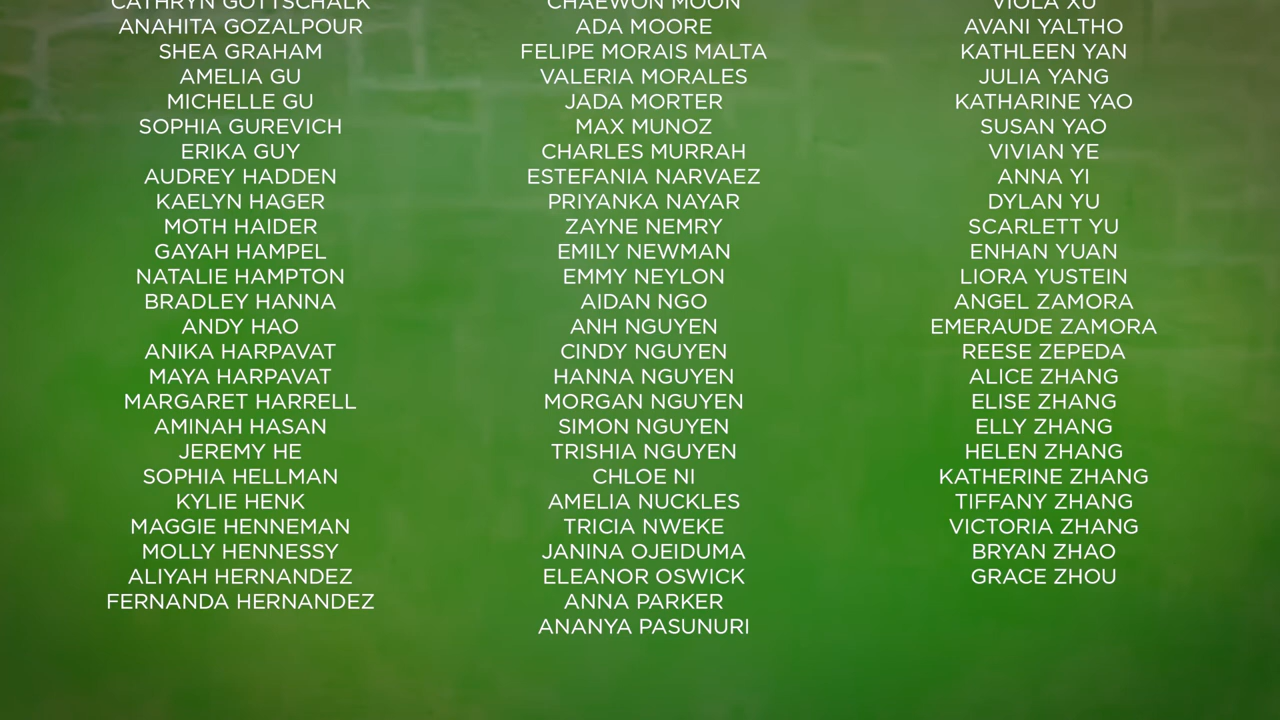 CATHRYN GOTTSCHALK
ANAHITA GOZALPOUR
SHEA GRAHAM
AMELIA GU
MICHELLE GU
SOPHIA GUREVICH
ERIKA GUY
AUDREY HADDEN
KAELYN HAGER
MOTH HAIDER
GAYAH HAMPEL
NATALIE HAMPTON
BRADLEY HANNA
ANDY HAO
ANIKA HARPAVAT
MAYA HARPAVAT
MARGARET HARRELL
AMINAH HASAN
JEREMY HE
SOPHIA HELLMAN
KYLIE HENK
MAGGIE HENNEMAN
MOLLY HENNESSY
ALIYAH HERNANDEZ
FERNANDA HERNANDEZ
CHAEWON MOON
ADA MOORE
FELIPE MORAIS MALTA
VALERIA MORALES
JADA MORTER
MAX MUNOZ
CHARLES MURRAH
ESTEFANIA NARVAEZ
PRIYANKA NAYAR
ZAYNE NEMRY
EMILY NEWMAN
EMMY NEYLON
AIDAN NGO
ANH NGUYEN
CINDY NGUYEN
HANNA NGUYEN
MORGAN NGUYEN
SIMON NGUYEN
TRISHIA NGUYEN
CHLOE NI
AMELIA NUCKLES
TRICIA NWEKE
JANINA OJEIDUMA
ELEANOR OSWICK
ANNA PARKER
ANANYA PASUNURI
VIOLA XU
AVANI YALTHO
KATHLEEN YAN
JULIA YANG
KATHARINE YAO
SUSAN YAO
VIVIAN YE
ANNA YI
DYLAN YU
SCARLETT YU
ENHAN YUAN
LIORA YUSTEIN
ANGEL ZAMORA
EMERAUDE ZAMORA
REESE ZEPEDA
ALICE ZHANG
ELISE ZHANG
ELLY ZHANG
HELEN ZHANG
KATHERINE ZHANG
TIFFANY ZHANG
VICTORIA ZHANG
BRYAN ZHAO
GRACE ZHOU